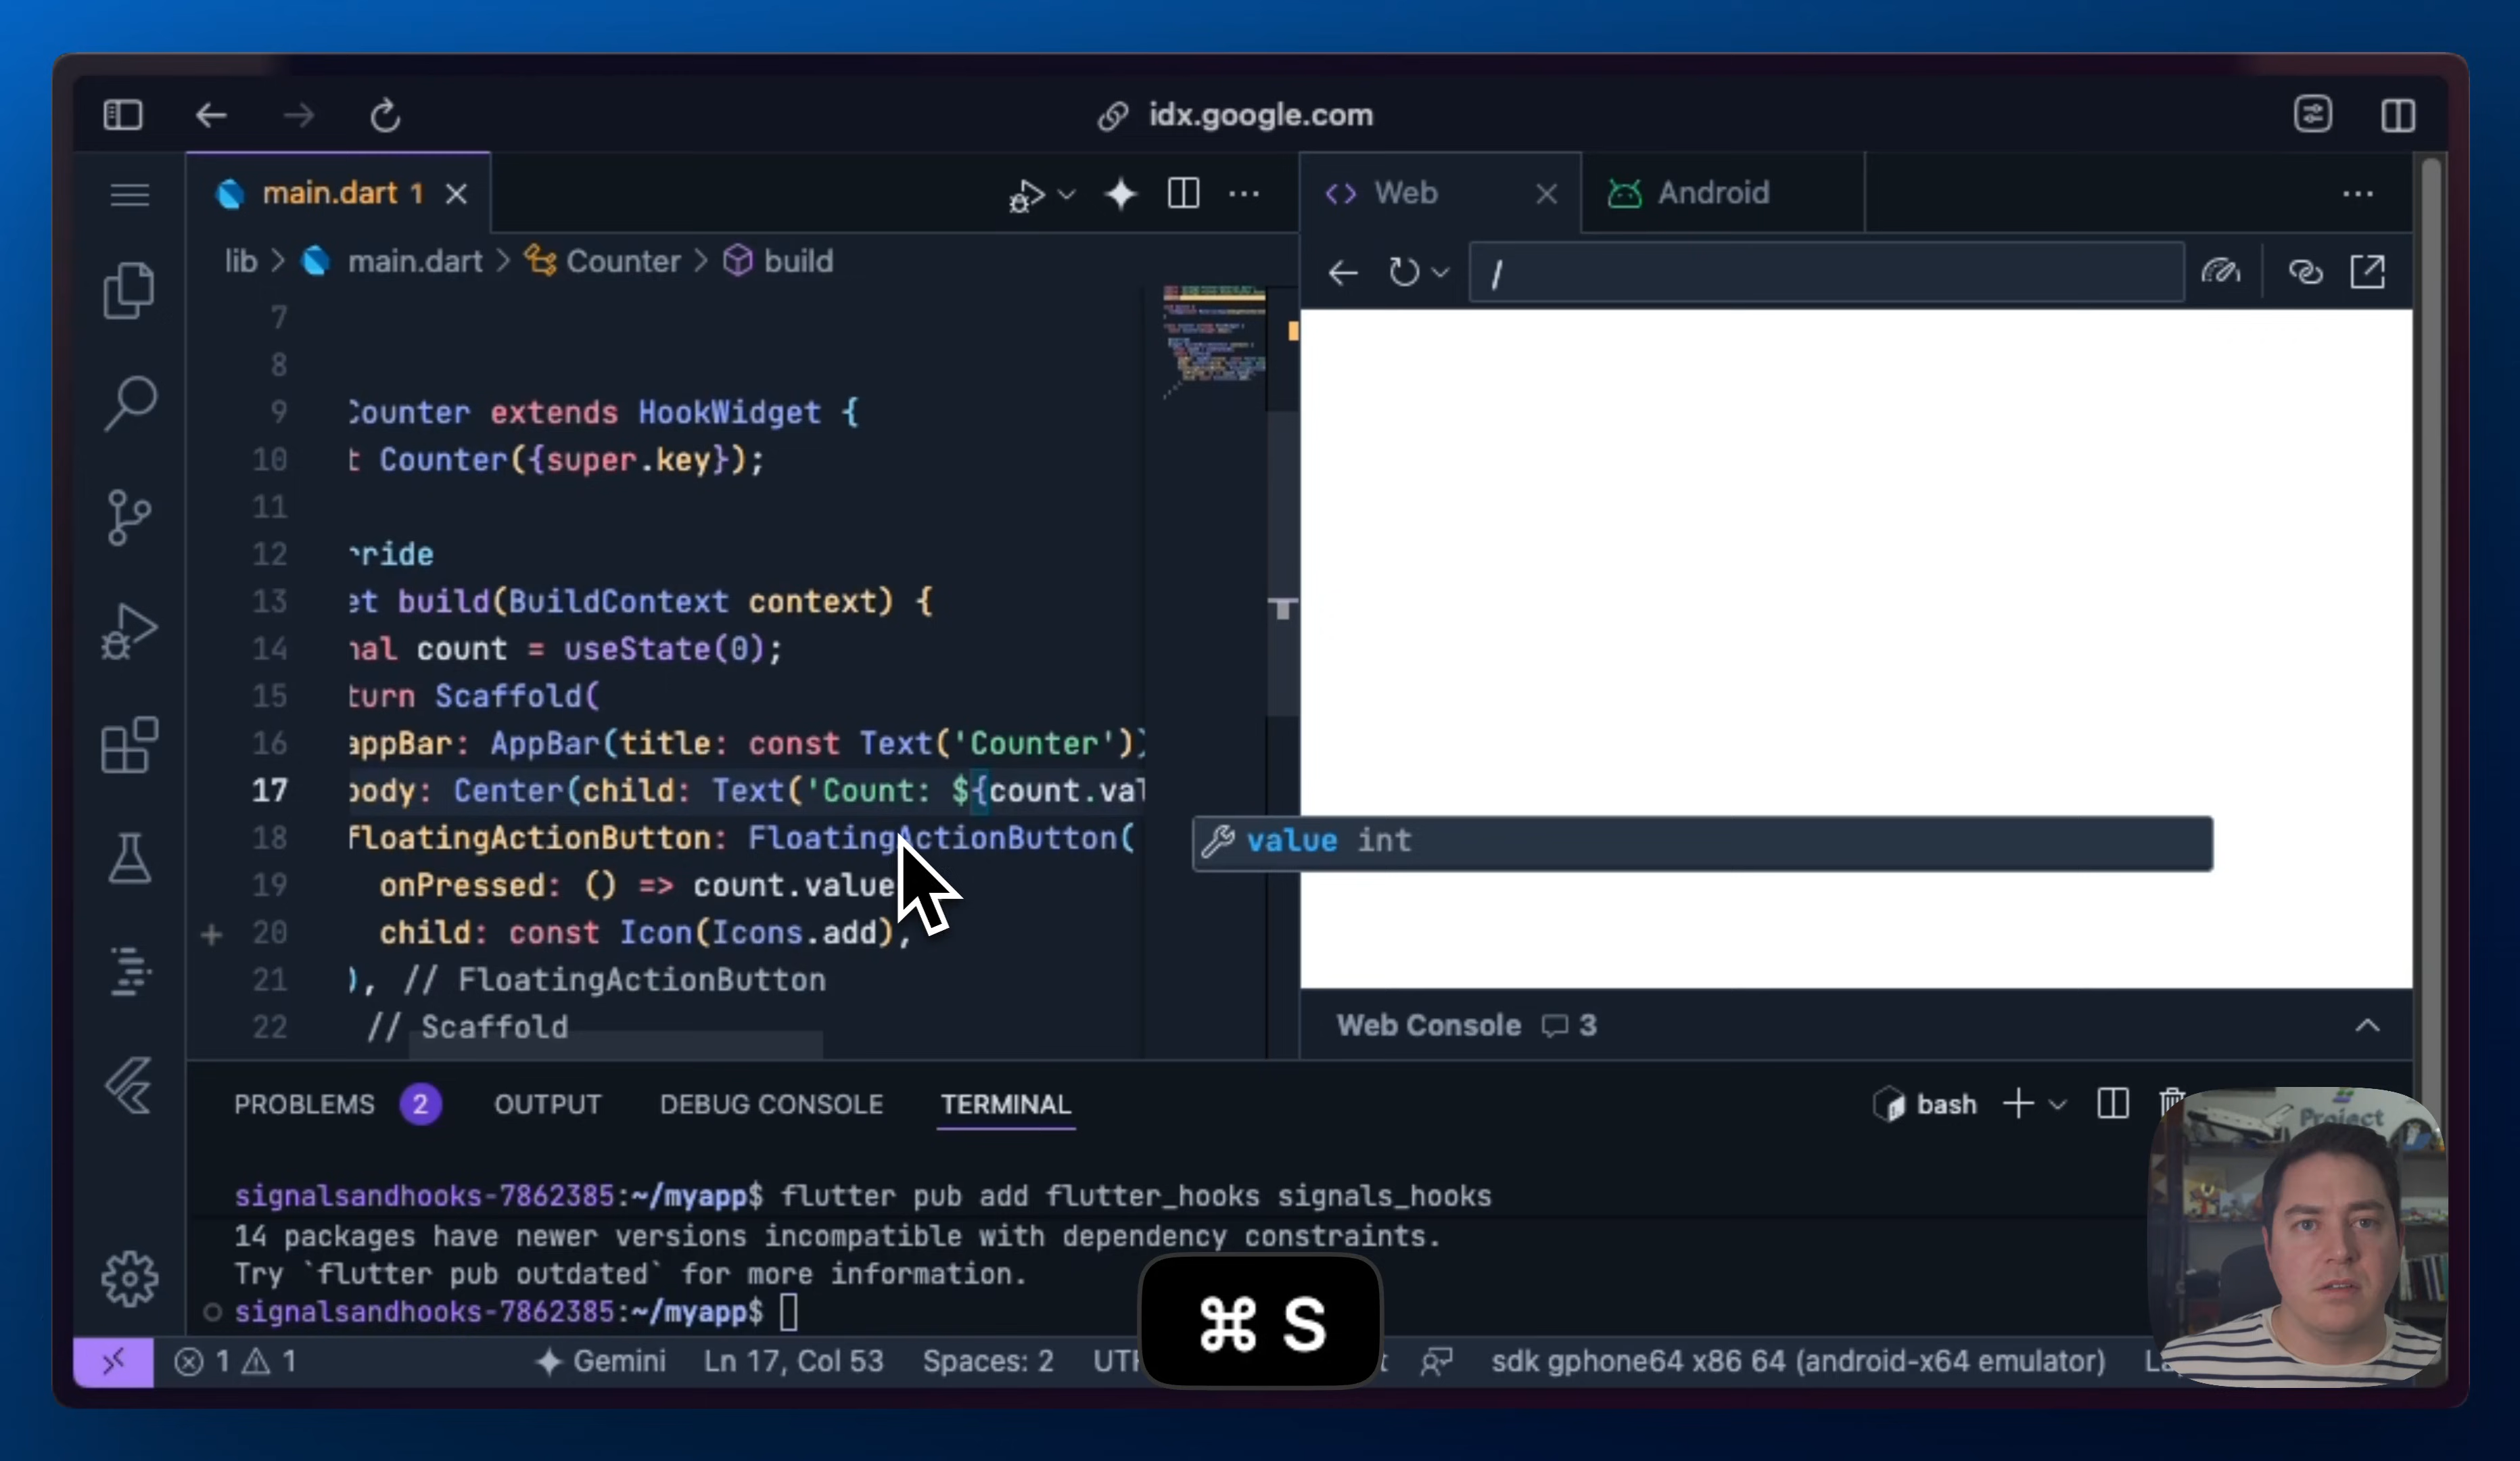 idx.google.com
main.dart 1
Web
Android
lib > main.dart > Counter > build
/
7
8
9 Counter extends HookWidget {
10 t Counter({super.key});
11
12 rride
13 et build(BuildContext context) {
14 nal count = useState(0);
15 turn Scaffold(
16 appBar: AppBar(title: const Text('Counter'))
17 body: Center(child: Text('Count: ${count.val
value int
18 floatingActionButton: FloatingActionButton(
19 onPressed: () => count.value
20 child: const Icon(Icons.add),
21 ), // FloatingActionButton
22 // Scaffold
Web Console 3
PROBLEMS 2 OUTPUT DEBUG CONSOLE TERMINAL
bash
Project
signalsandhooks-7862385:~/myapp$ flutter pub add flutter_hooks signals_hooks
14 packages have newer versions incompatible with dependency constraints.
Try `flutter pub outdated` for more information.
signalsandhooks-7862385:~/myapp$
⌘ S
1 1 Gemini Ln 17, Col 53 Spaces: 2 sdk gphone64 x86 64 (android-x64 emulator)